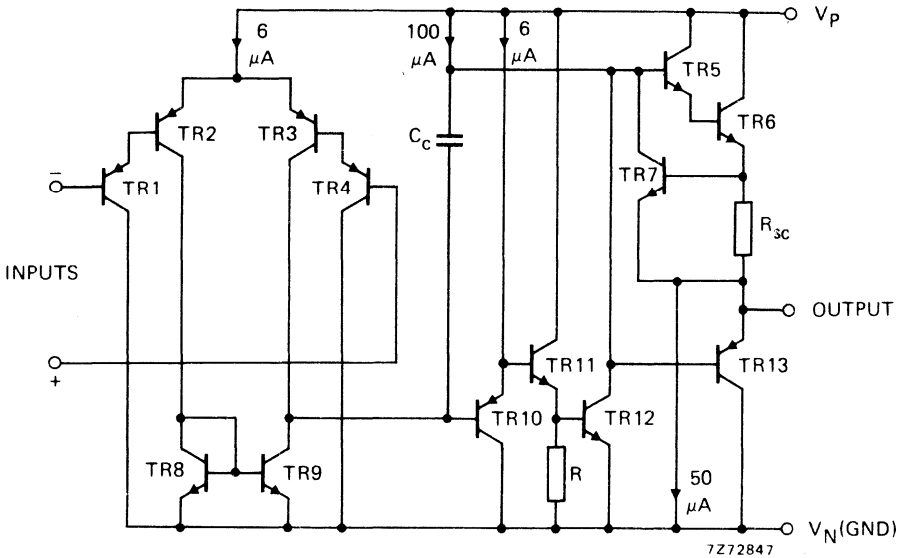 6 μA
100 μA
6 μA
V_P
TR5
TR2
TR3
TR6
C_c
−
TR1
TR4
TR7
R_sc
INPUTS
OUTPUT
+
TR11
TR13
TR10
TR12
TR8
TR9
R
50 μA
V_N(GND)
7Z72847